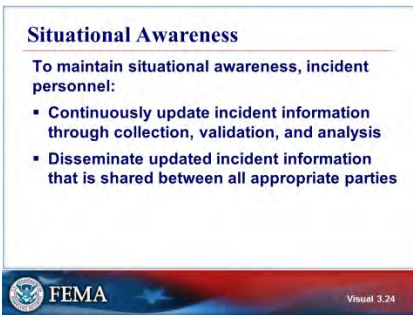 Situational Awareness
To maintain situational awareness, incident
personnel:
▪ Continuously update incident information
through collection, validation, and analysis
▪ Disseminate updated incident information
that is shared between all appropriate parties
FEMA
Visual 3.24